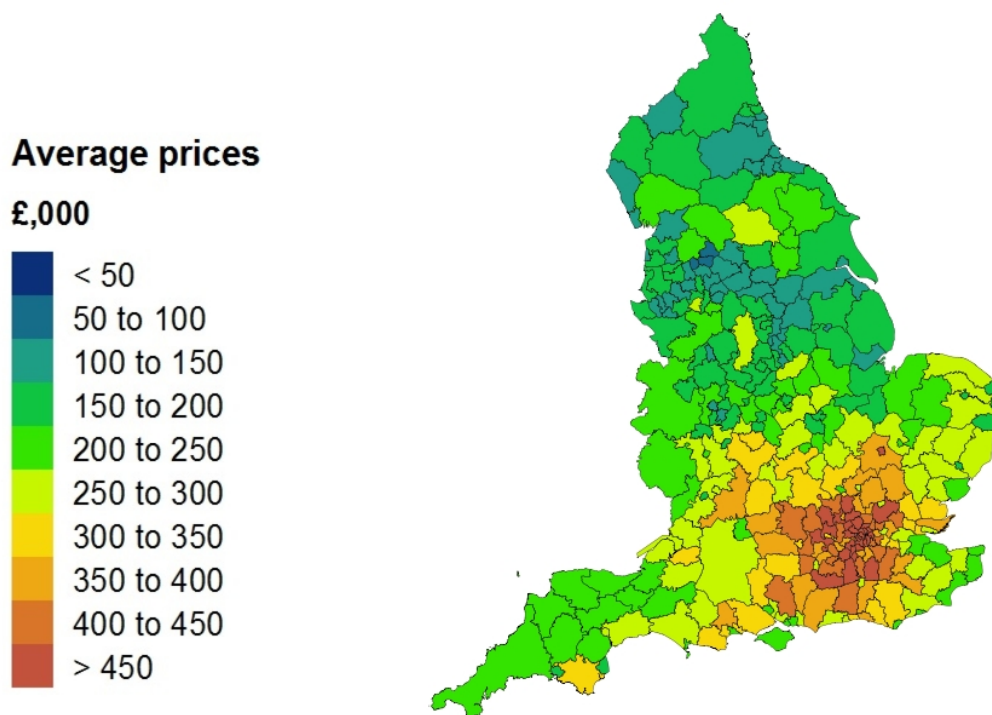 Average prices
£,000
< 50
50 to 100
100 to 150
150 to 200
200 to 250
250 to 300
300 to 350
350 to 400
400 to 450
> 450